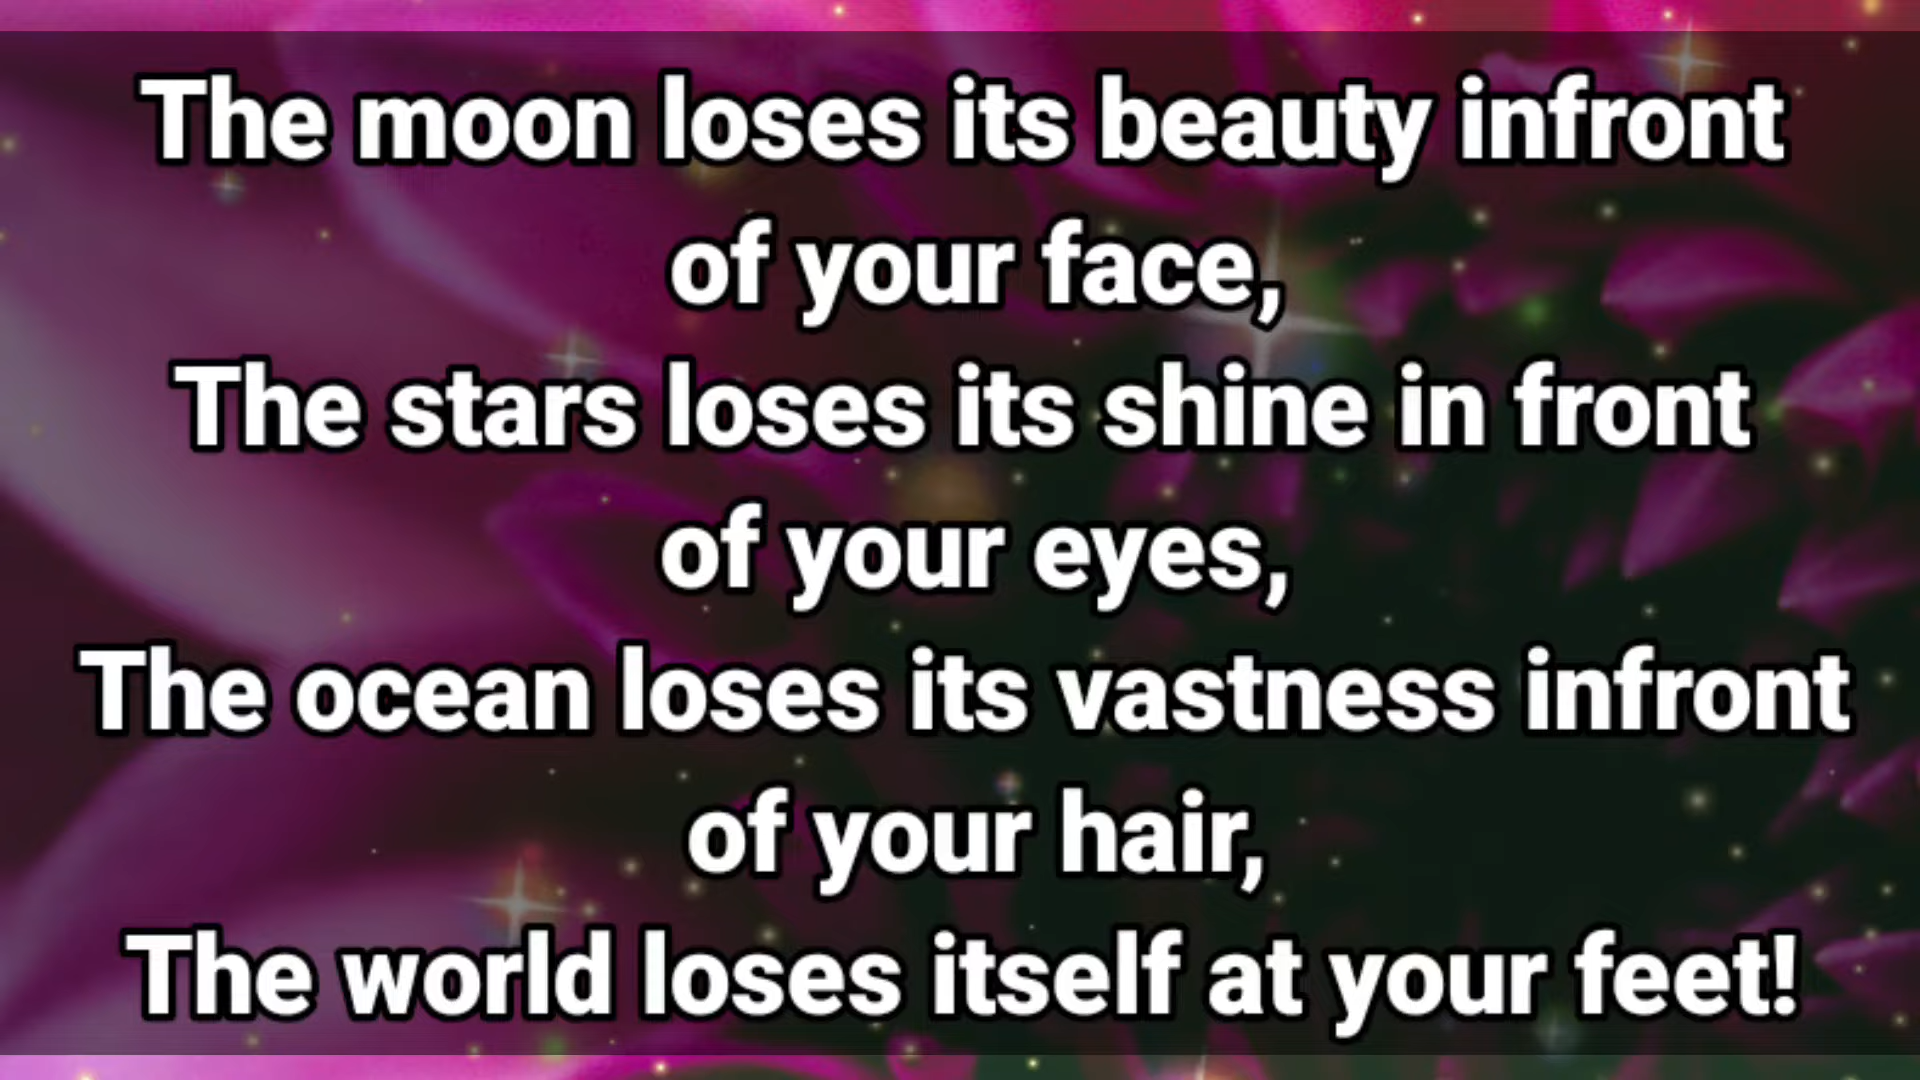 The moon loses its beauty infront
of your face,
The stars loses its shine in front
of your eyes,
The ocean loses its vastness infront
of your hair,
The world loses itself at your feet!